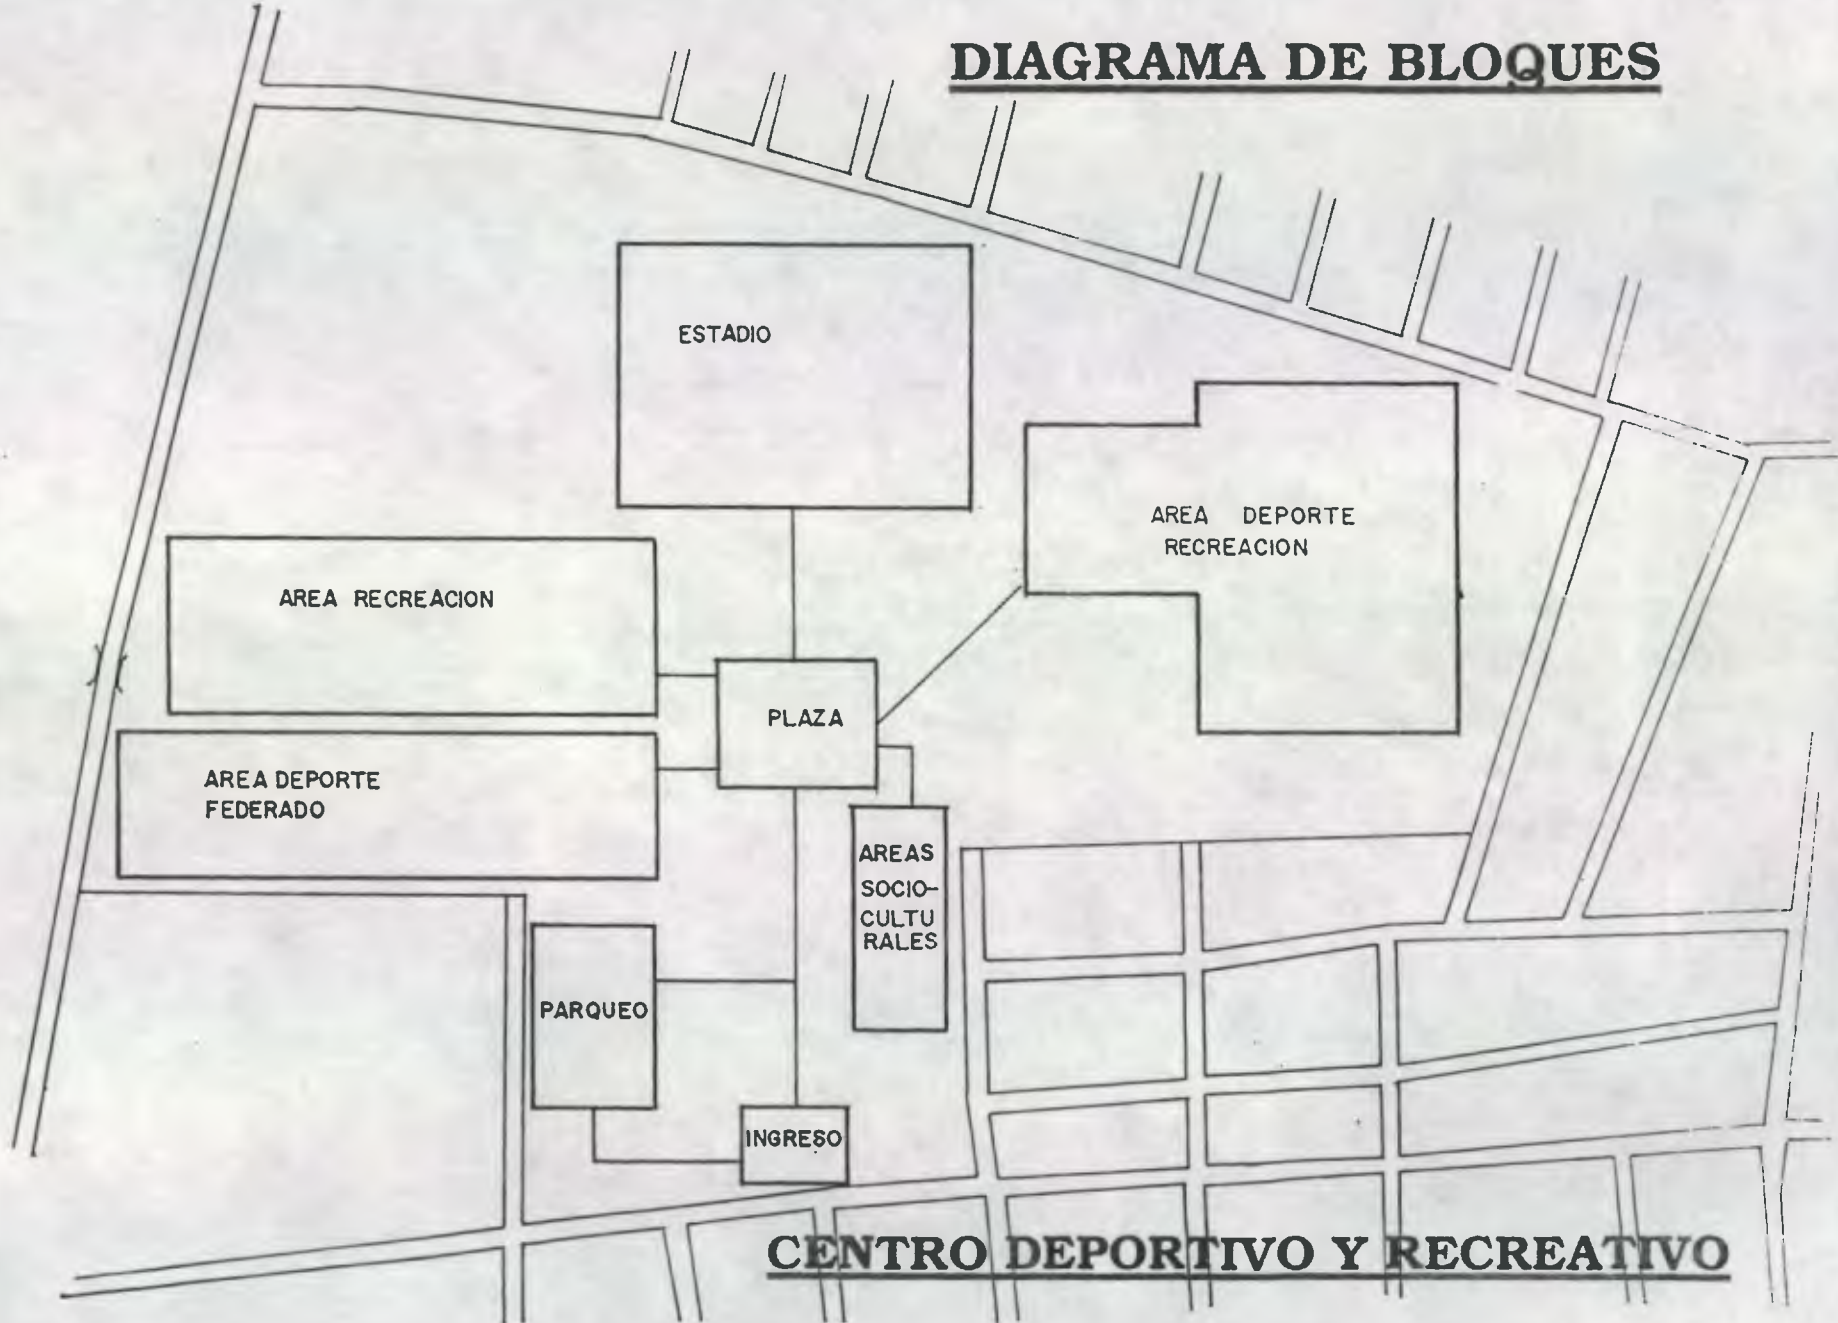 DIAGRAMA DE BLOQUES
ESTADIO
AREA DEPORTE
RECREACION
AREA RECREACION
PLAZA
AREA DEPORTE
FEDERADO
AREAS
SOCIO-
CULTU
RALES
PARQUEO
INGRESO
CENTRO DEPORTIVO Y RECREATIVO